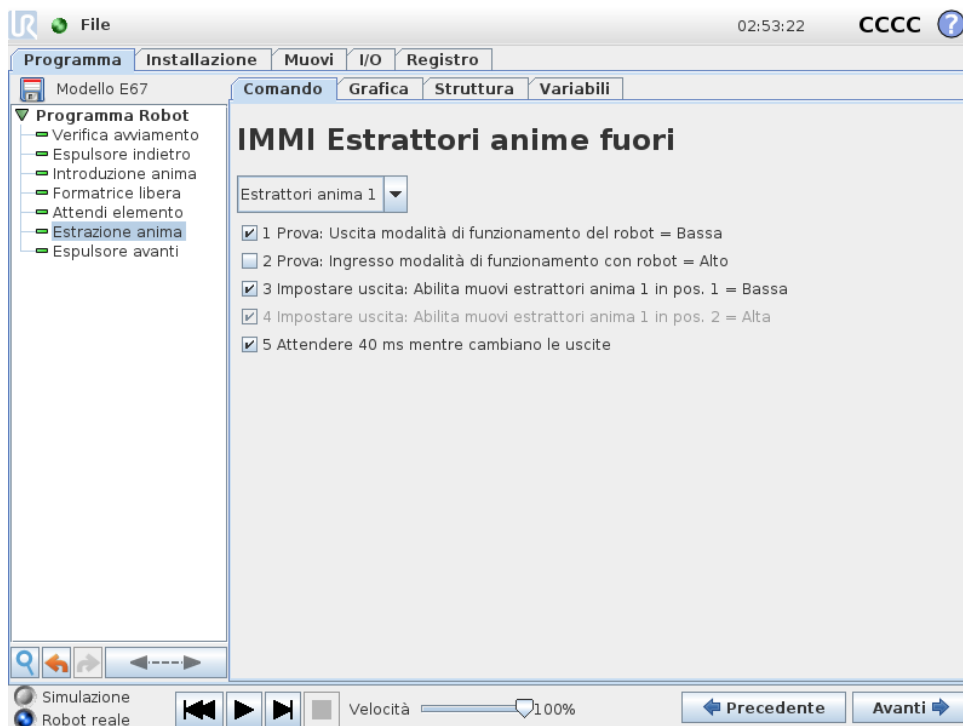 UR File 02:53:22 CCCC ?
Programma Installazione Muovi I/O Registro
Modello E67 Comando Grafica Struttura Variabili
Programma Robot
Verifica avviamento
Espulsore indietro
Introduzione anima
Formatrice libera
Attendi elemento
Estrazione anima
Espulsore avanti
IMMI Estrattori anime fuori
Estrattori anima 1
1 Prova: Uscita modalità di funzionamento del robot = Bassa
2 Prova: Ingresso modalità di funzionamento con robot = Alto
3 Impostare uscita: Abilita muovi estrattori anima 1 in pos. 1 = Bassa
4 Impostare uscita: Abilita muovi estrattori anima 1 in pos. 2 = Alta
5 Attendere 40 ms mentre cambiano le uscite
Simulazione
Robot reale
Velocità 100% Precedente Avanti